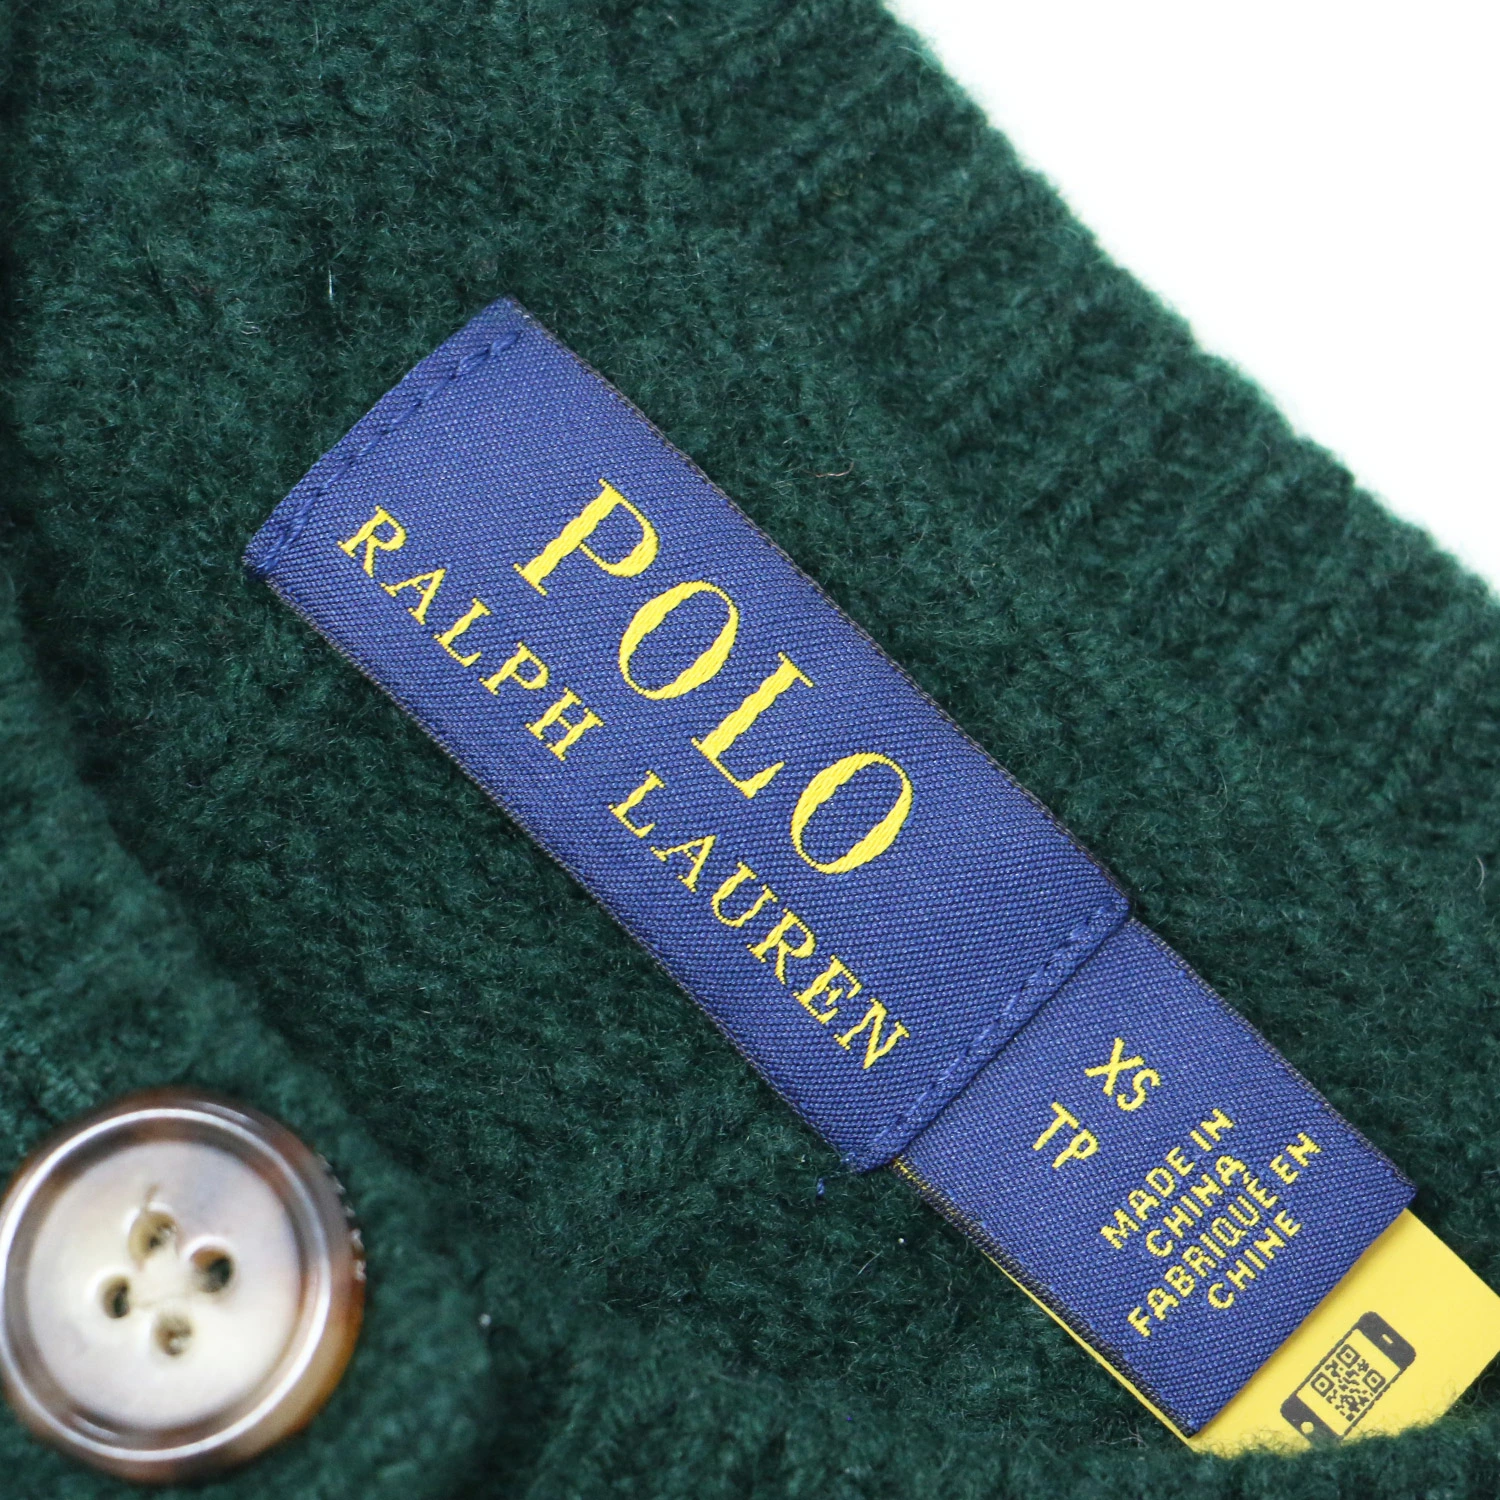 POLO
RALPH LAUREN
XS
TP
MADE IN
CHINA
FABRIQUÉ EN
CHINE